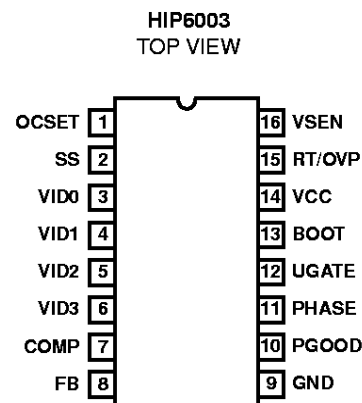 HIP6003
TOP VIEW
OCSET 1 16 VSEN
SS 2 15 RT/OVP
VID0 3 14 VCC
VID1 4 13 BOOT
VID2 5 12 UGATE
VID3 6 11 PHASE
COMP 7 10 PGOOD
FB 8 9 GND